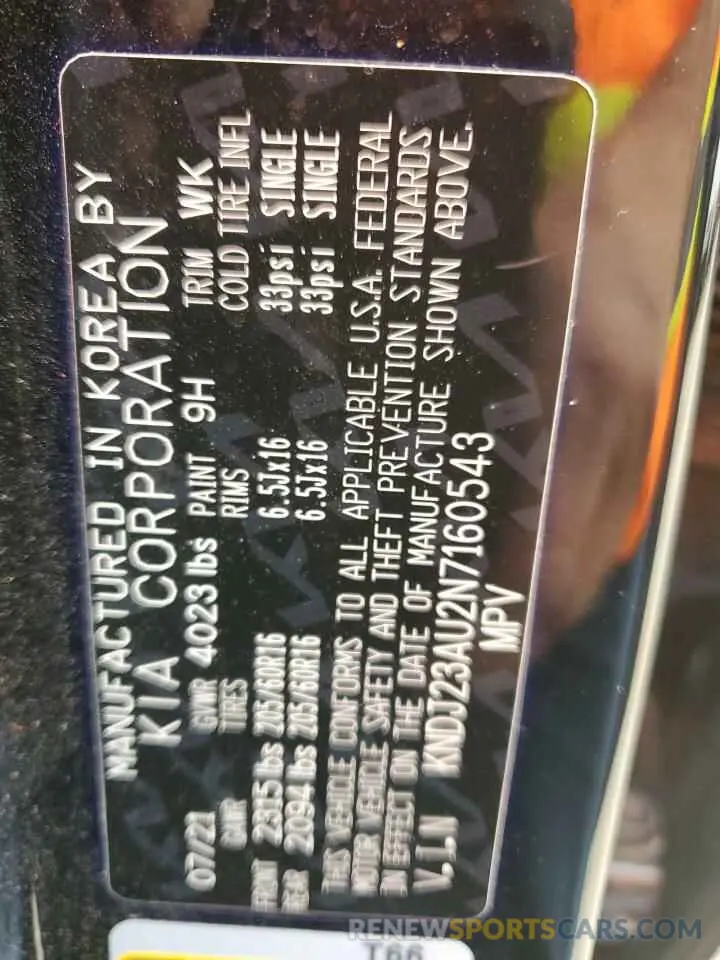 MANUFACTURED IN KOREA BY
KIA CORPORATION
07/21 GVWR 4023 lbs PAINT 9H TRIM WK
GAWR TIRES RIMS COLD TIRE INFL
FRONT 2315 lbs 205/60R16 6.5Jx16 33psi SINGLE
REAR 2094 lbs 205/60R16 6.5Jx16 33psi SINGLE
THIS VEHICLE CONFORMS TO ALL APPLICABLE U.S.A. FEDERAL
MOTOR VEHICLE SAFETY AND THEFT PREVENTION STANDARDS
IN EFFECT ON THE DATE OF MANUFACTURE SHOWN ABOVE.
V.I.N KNDJ23AU2N7160543
MPV
T66
RENEWSPORTSCARS.COM